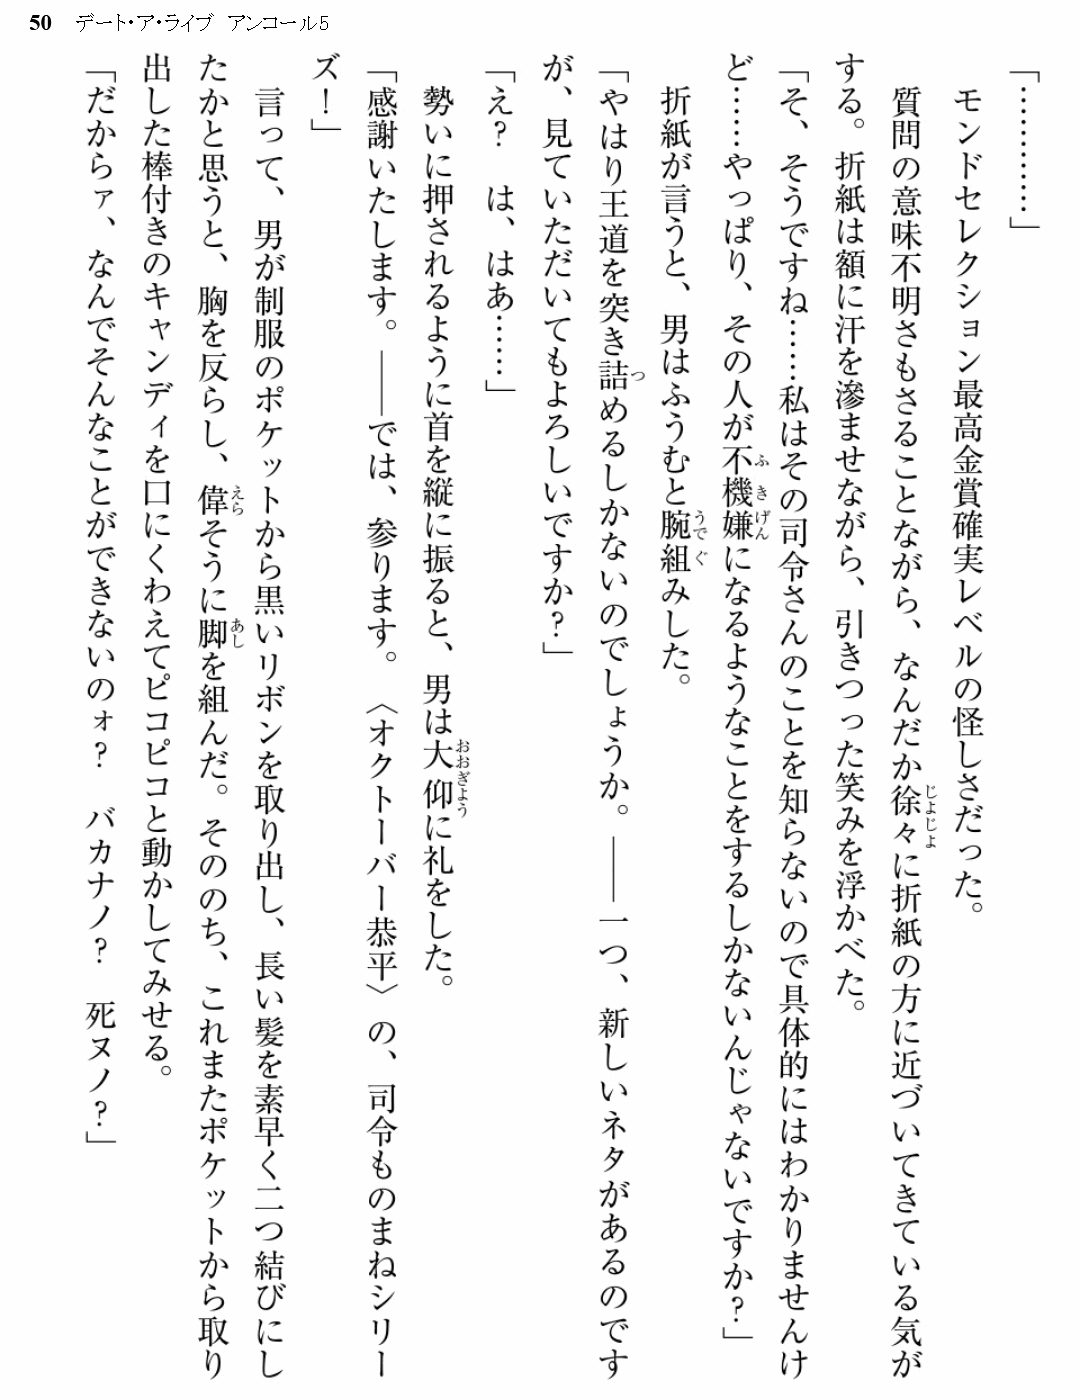 50 デート・ア・ライブ アンコール5
「…………」
　モンドセレクション最高金賞確実レベルの怪しさだった。
　質問の意味不明さもさることながら、なんだか徐々に折紙の方に近づいてきている気が
する。折紙は額に汗を滲ませながら、引きつった笑みを浮かべた。
「そ、そうですね……私はその司令さんのことを知らないので具体的にはわかりませんけ
ど……やっぱり、その人が不機嫌になるようなことをするしかないんじゃないですか？」
　折紙が言うと、男はふうむと腕組みした。
「やはり王道を突き詰めるしかないのでしょうか。――一つ、新しいネタがあるのです
が、見ていただいてもよろしいですか？」
「え？　は、はあ……」
　勢いに押されるように首を縦に振ると、男は大仰に礼をした。
「感謝いたします。――では、参ります。〈オクトーバー恭平〉の、司令ものまねシリー
ズ！」
　言って、男が制服のポケットから黒いリボンを取り出し、長い髪を素早く二つ結びにし
たかと思うと、胸を反らし、偉そうに脚を組んだ。そののち、これまたポケットから取り
出した棒付きのキャンディを口にくわえてピコピコと動かしてみせる。
「だからァ、なんでそんなことができないのォ？　バカナノ？　死ヌノ？」